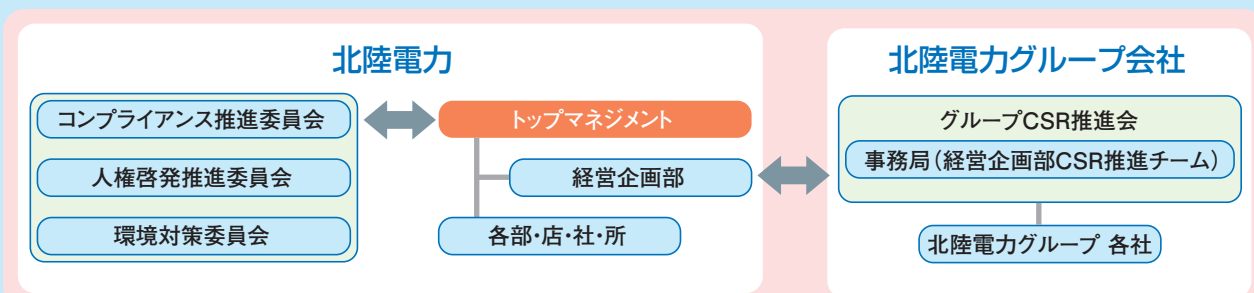 北陸電力
コンプライアンス推進委員会
人権啓発推進委員会
環境対策委員会
トップマネジメント
経営企画部
各部・店・社・所
北陸電力グループ会社
グループCSR推進会
事務局（経営企画部CSR推進チーム）
北陸電力グループ 各社